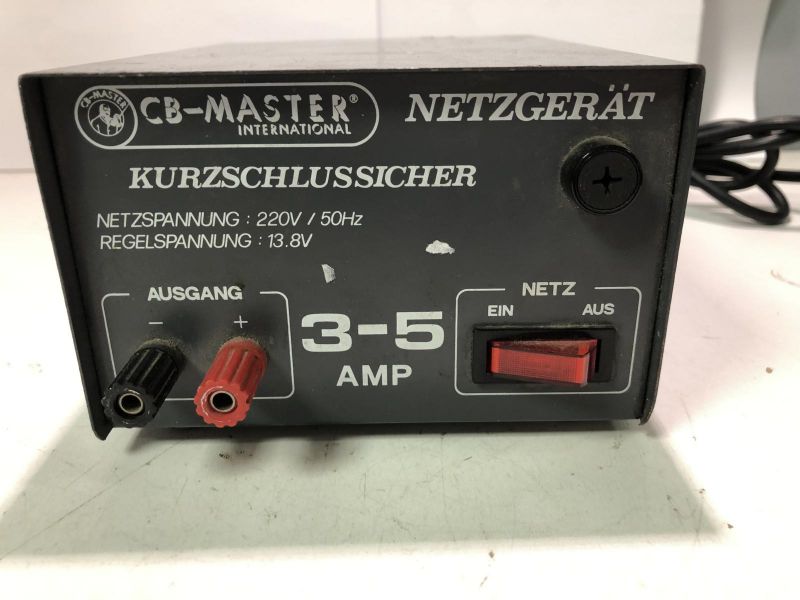 CB-MASTER
CB-MASTER®
INTERNATIONAL
NETZGERÄT
KURZSCHLUSSICHER
NETZSPANNUNG : 220V / 50Hz
REGELSPANNUNG : 13.8V
AUSGANG
- +
3-5
AMP
NETZ
EIN AUS